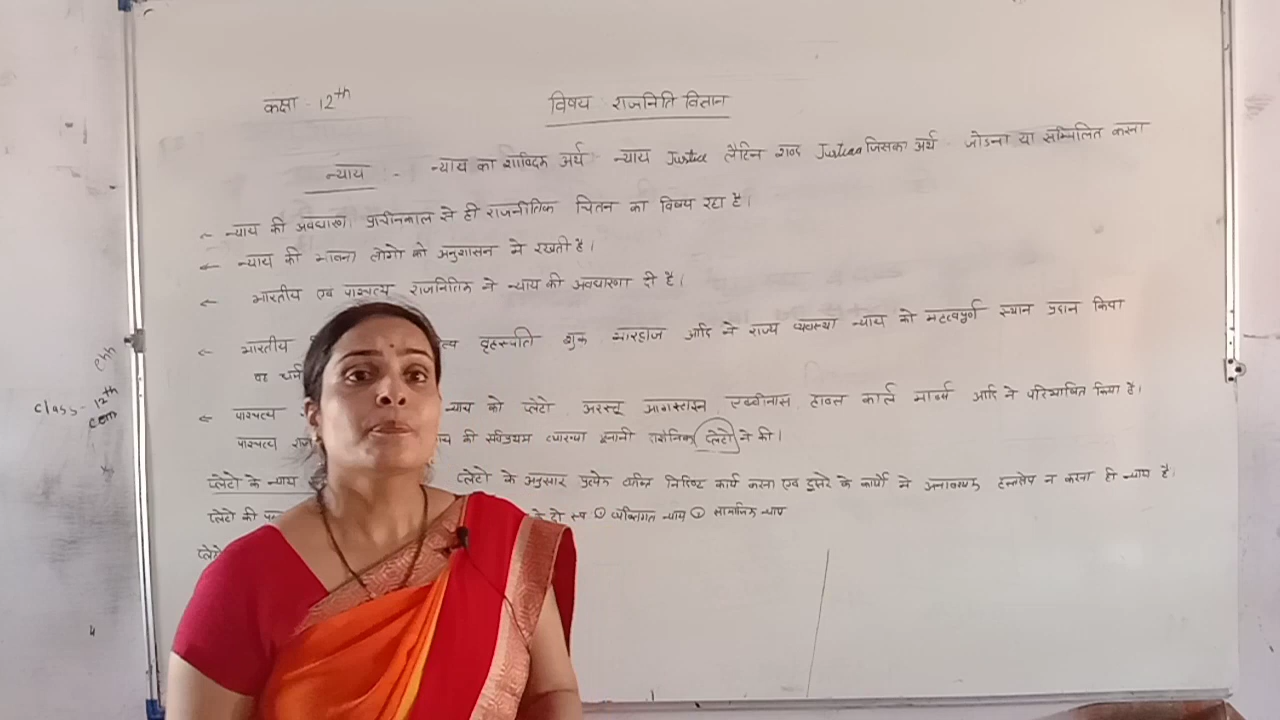 कक्षा - 12th
विषय : राजनिति विज्ञान
न्याय :- न्याय का शाब्दिक अर्थ - न्याय Justice लैटिन शब्द Justiaa जिसका अर्थ - जोडना या सम्मिलित करना
← न्याय की अवधारणा प्राचीनकाल से ही राजनीतिक चिंतन का विषय रहा है।
← न्याय की भावना लोगो को अनुशासन मे रखती है।
← भारतीय एवं पाश्चात्य राजनितिक ने न्याय की अवधारणा दी है।
← भारतीय वृहस्पति शुक्र भारद्वाज आदि ने राज्य व्यवस्था न्याय को महत्वपूर्ण स्थान प्रदान किया
← पाश्चात्य न्याय को प्लेटो अरस्तू आगस्टाइन एक्वीनास हाब्स कार्ल मार्क्स आदि ने परिभाषित किया है।
पाश्चात्य की सर्वप्रथम व्याख्या दार्शनिक प्लेटो ने की।
प्लेटो के न्याय प्लेटो के अनुसार प्रत्येक व्यक्ति निर्दिष्ट कार्य करना एवं दुसरे के कार्यो मे अनावश्यक हस्तक्षेप न करना ही न्याय है।
प्लेटो की के दो रूप ① व्यक्तिगत न्याय ② सामाजिक न्याय
प्लेटो
class - 12th